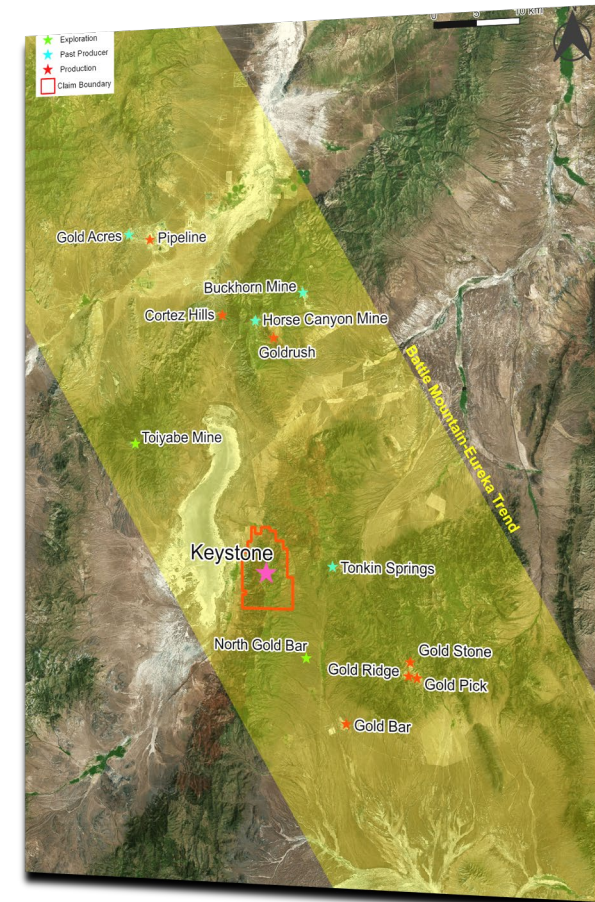 0 5 10 Km
Exploration
Past Producer
Production
Claim Boundary
Gold Acres
Pipeline
Buckhorn Mine
Cortez Hills
Horse Canyon Mine
Goldrush
Battle Mountain-Eureka Trend
Toiyabe Mine
Keystone
Tonkin Springs
North Gold Bar
Gold Stone
Gold Ridge
Gold Pick
Gold Bar